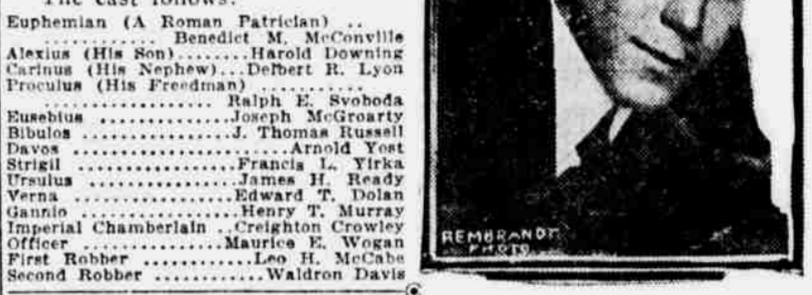 The cast follows:
Euphemian (A Roman Patrician) ..
............ Benedict M. McConville
Alexius (His Son)........Harold Downing
Carinus (His Nephew)...Delbert R. Lyon
Proculus (His Freedman) ...........
.................. Ralph E. Svoboda
Eusebius .............Joseph McGroarty
Bibulos ..............J. Thomas Russell
Davos .....................Arnold Yost
Strigil ................Francis L. Yirka
Ursulus ...............James H. Ready
Verna ................Edward T. Dolan
Gannio ................Henry T. Murray
Imperial Chamberlain ..Creighton Crowley
Officer ..............Maurice E. Wogan
First Robber ...........Leo H. McCabe
Second Robber ...........Waldron Davis
REMBRANDT
PHOTO